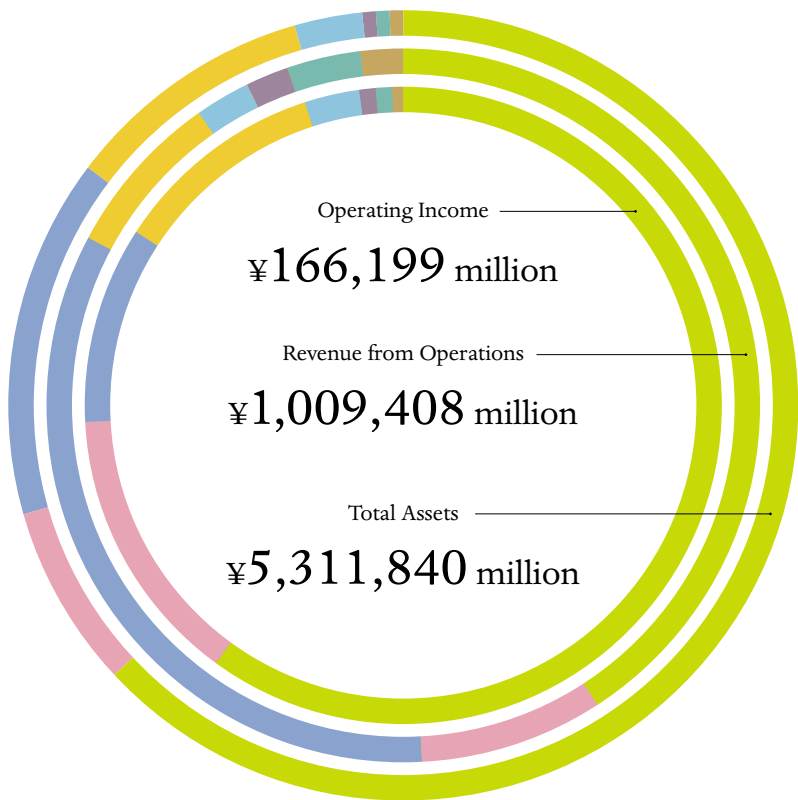 Operating Income
¥166,199 million
Revenue from Operations
¥1,009,408 million
Total Assets
¥5,311,840 million